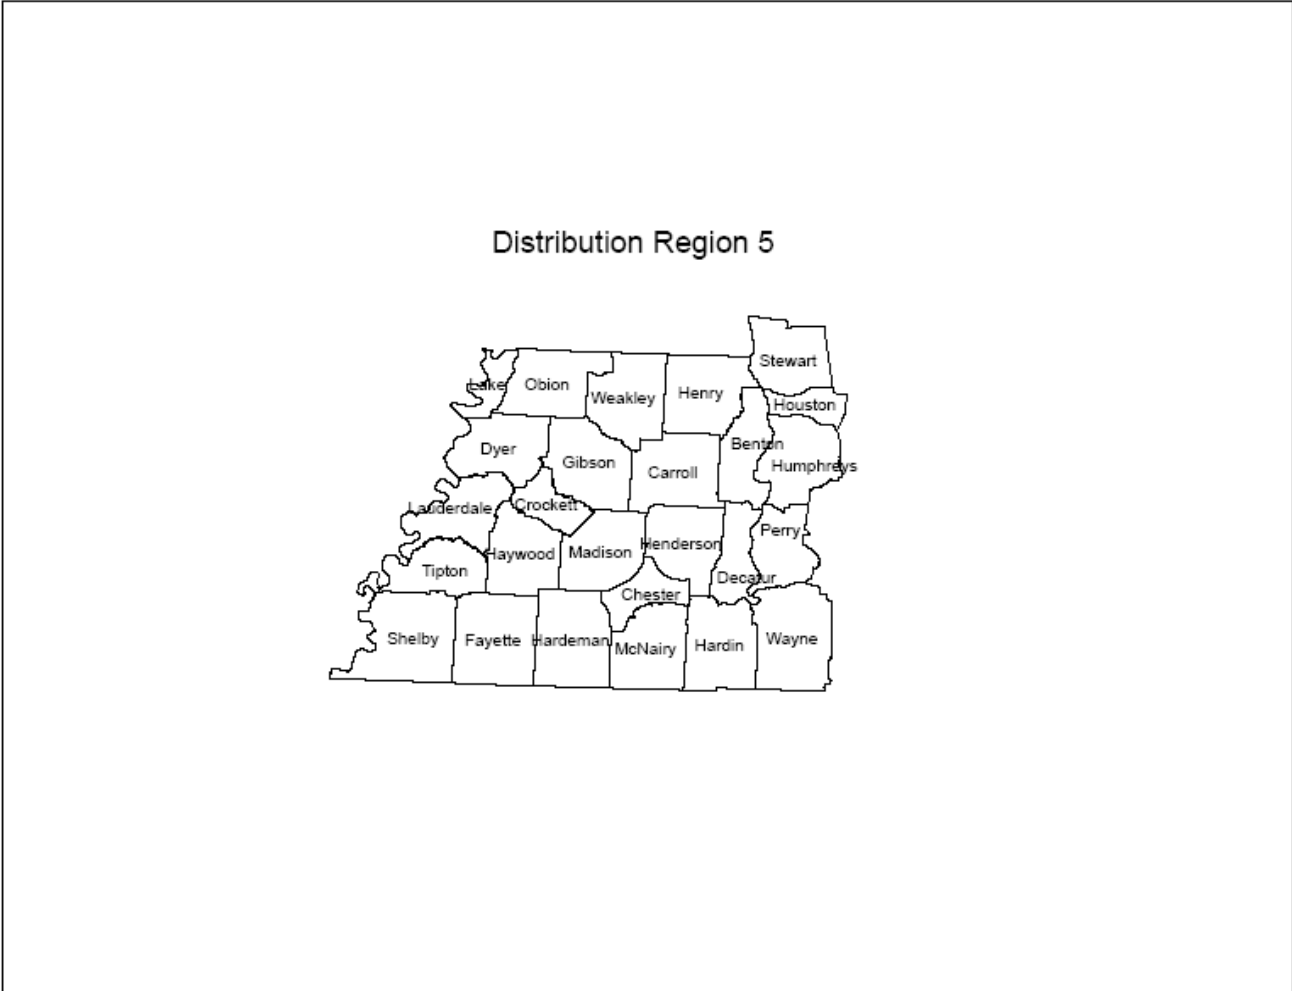 Distribution Region 5
Stewart
Lake
Obion
Weakley
Henry
Houston
Dyer
Gibson
Carroll
Benton
Humphreys
Lauderdale
Crockett
Haywood
Madison
Henderson
Perry
Tipton
Decatur
Chester
Shelby
Fayette
Hardeman
McNairy
Hardin
Wayne